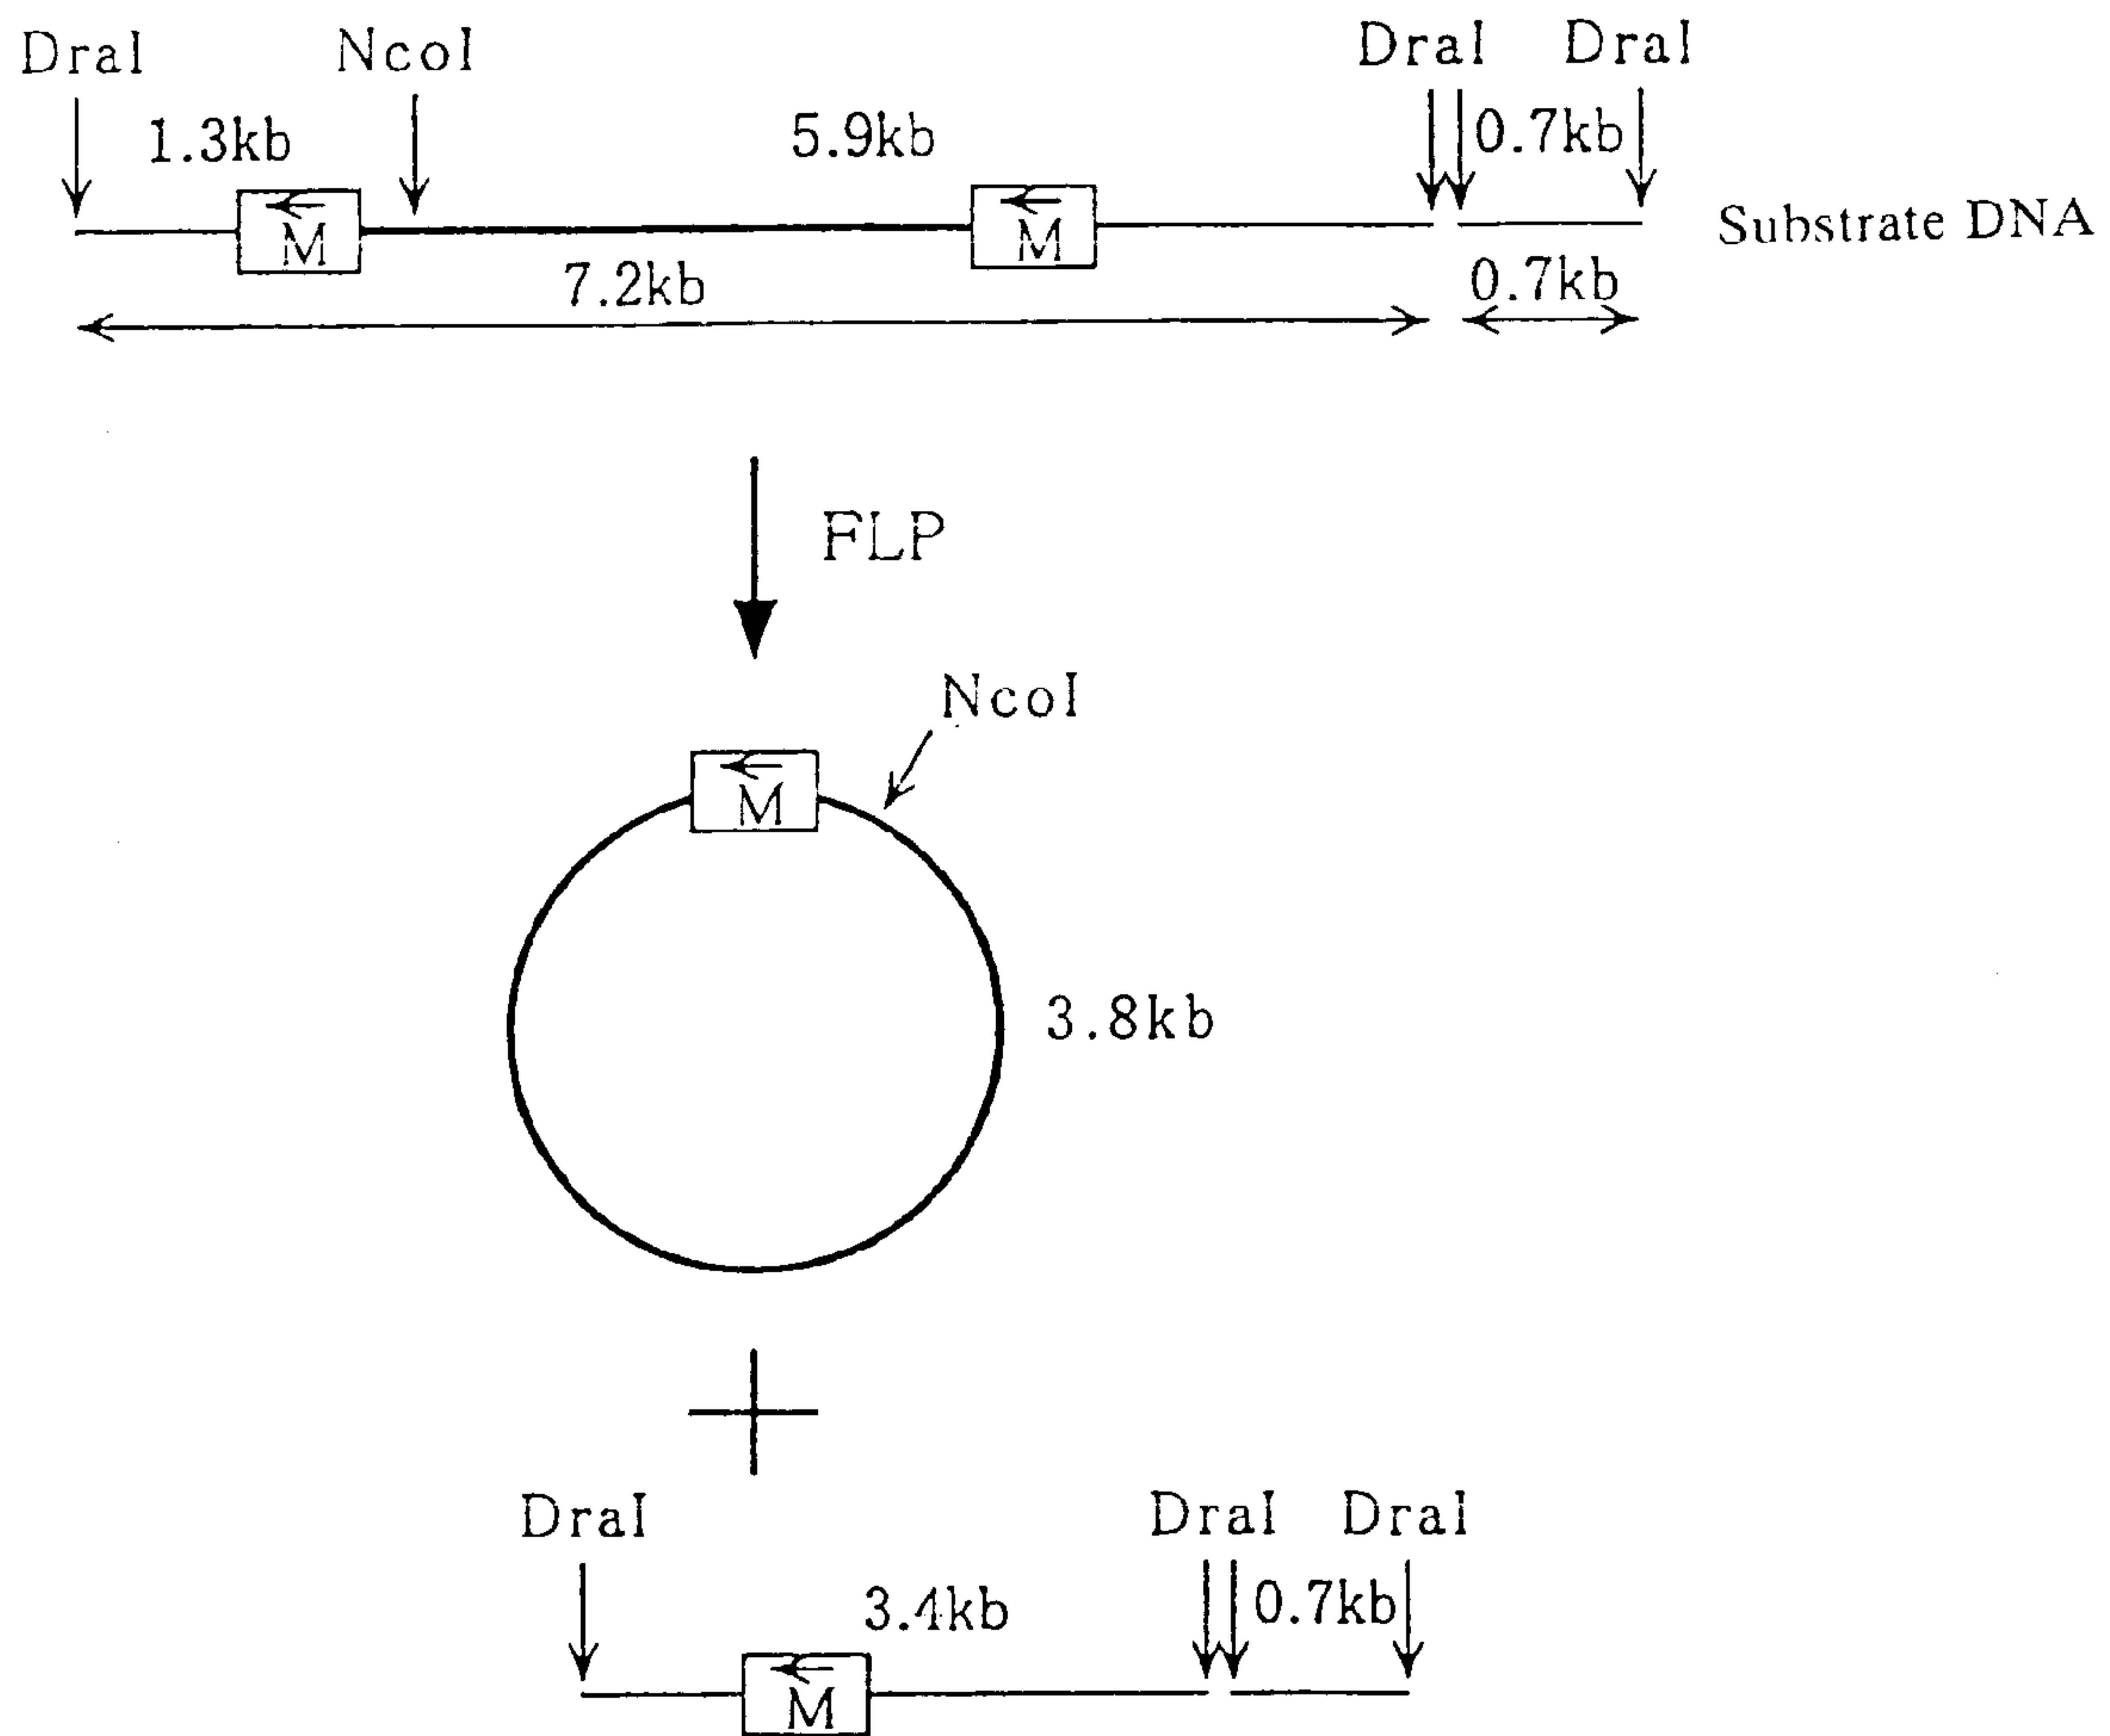 DraI NcoI DraI DraI
1.3kb 5.9kb 0.7kb
M M Substrate DNA
7.2kb 0.7kb
FLP
NcoI
M
3.8kb
DraI DraI DraI
3.4kb 0.7kb
M